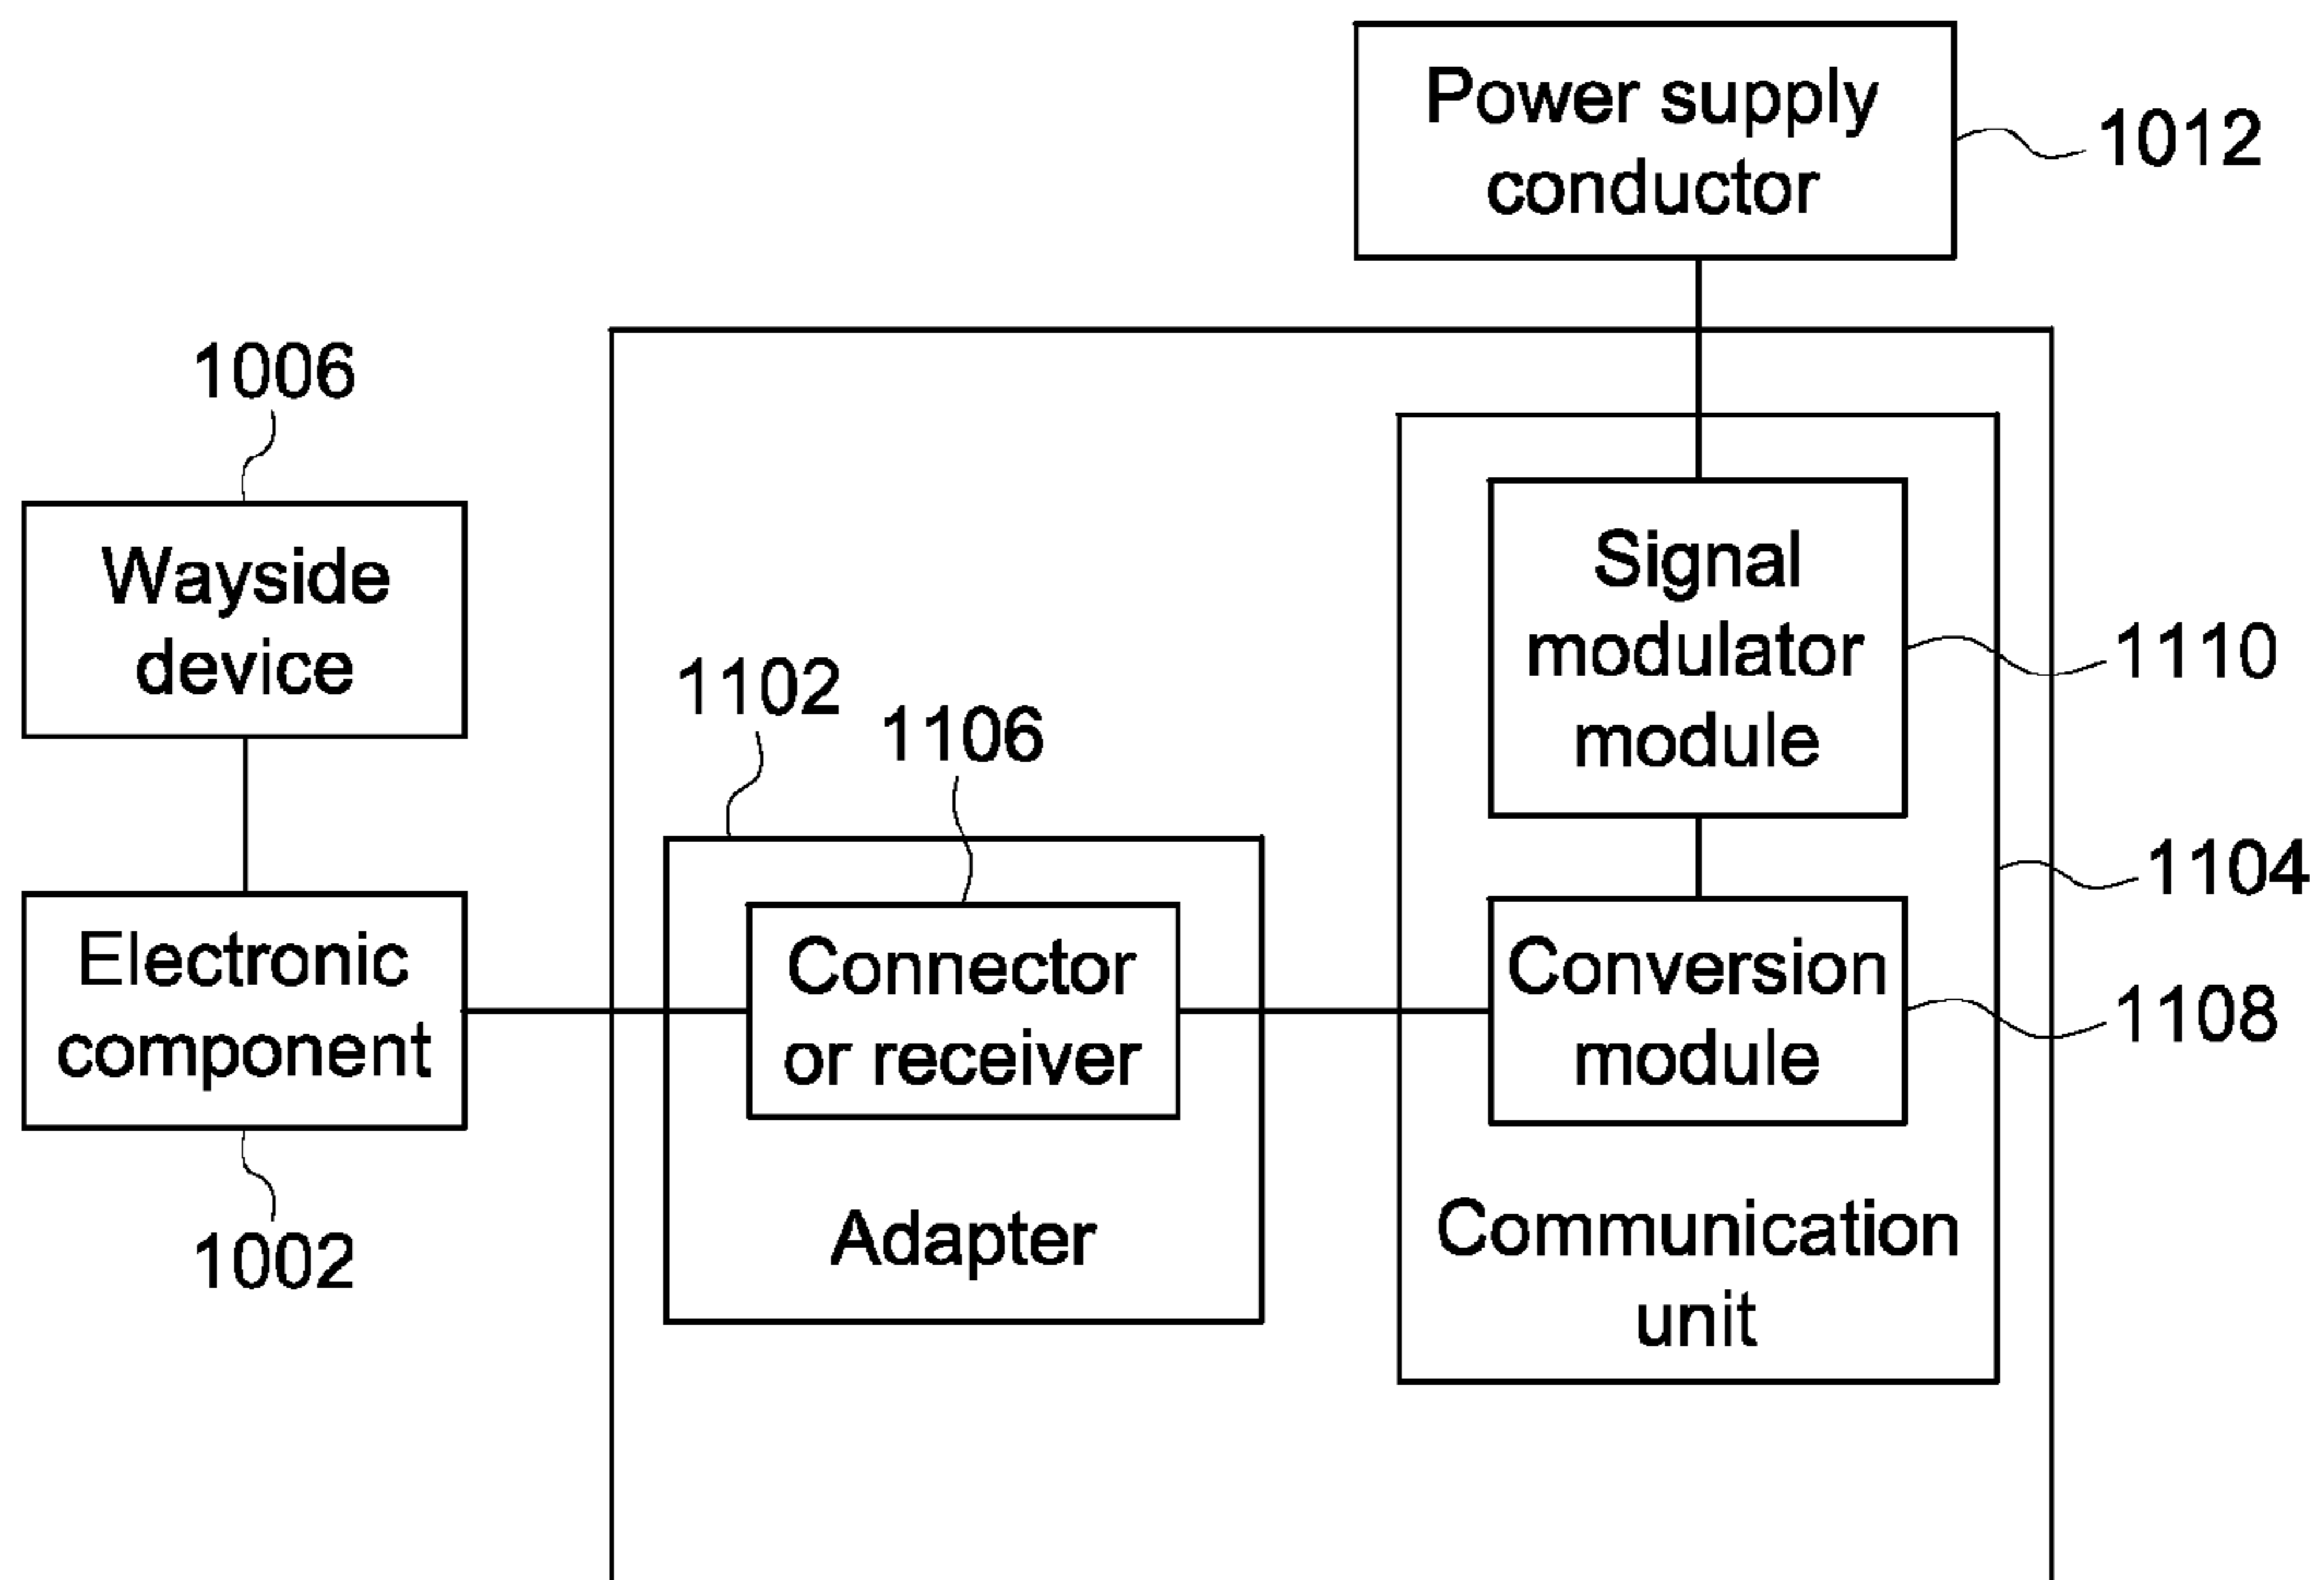 Power supply
conductor
1012
1006
Wayside
device
Signal
modulator
module
1110
1102
1106
1104
Electronic
component
Connector
or receiver
Conversion
module
1108
1002
Adapter
Communication
unit